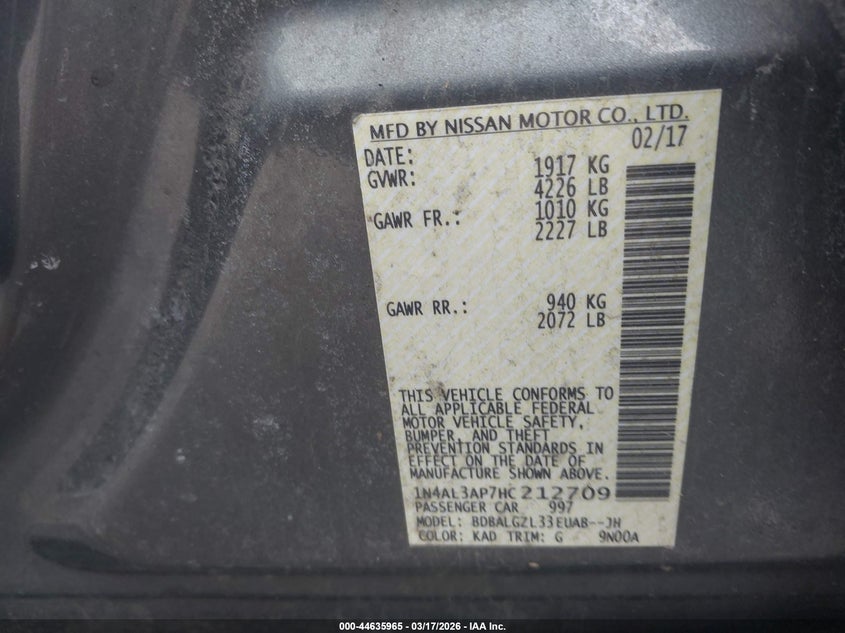 MFD BY NISSAN MOTOR CO., LTD.
DATE: 02/17
GVWR: 1917 KG
4226 LB
GAWR FR.: 1010 KG
2227 LB
GAWR RR.: 940 KG
2072 LB
THIS VEHICLE CONFORMS TO
ALL APPLICABLE FEDERAL
MOTOR VEHICLE SAFETY,
BUMPER, AND THEFT
PREVENTION STANDARDS IN
EFFECT ON THE DATE OF
MANUFACTURE SHOWN ABOVE.
1N4AL3AP7HC212709
PASSENGER CAR 997
MODEL: BDBALGZL33EUAB--JH
COLOR: KAD TRIM: G 9N00A
000-44635965 - 03/17/2026 - IAA Inc.